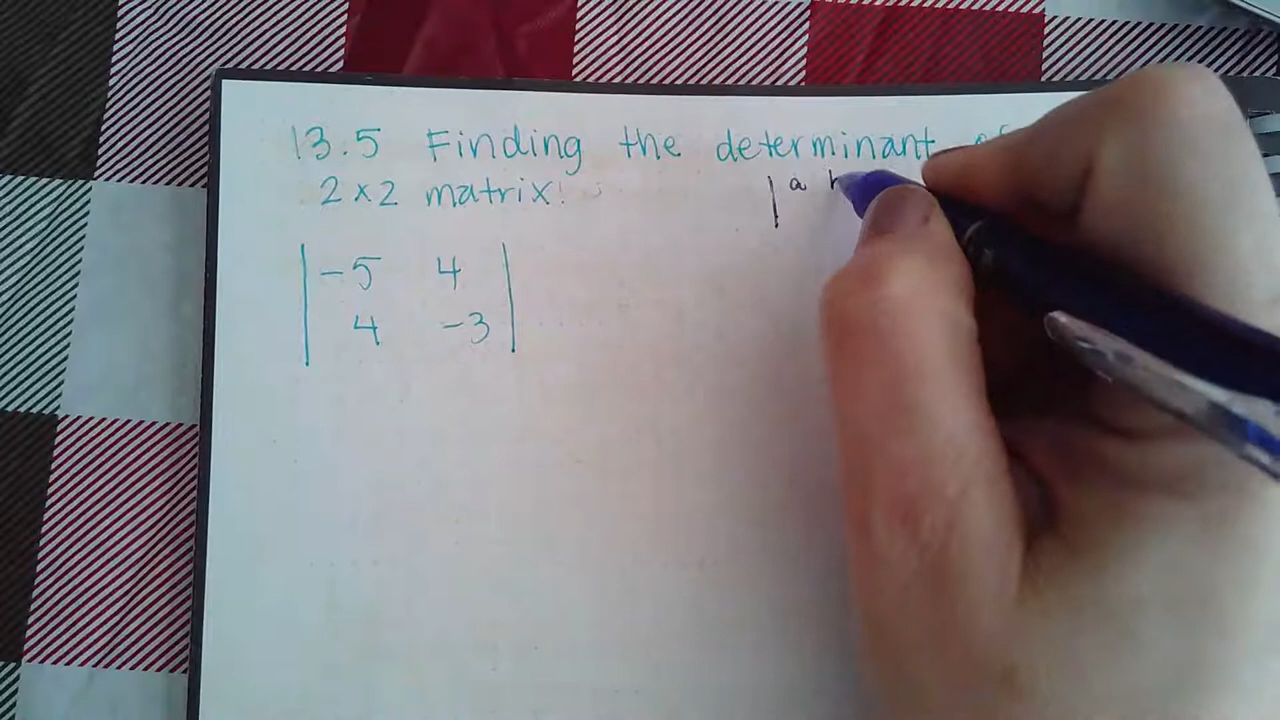 13.5 Finding the determinant
2x2 matrix!
| a
| -5 4 |
| 4 -3 |